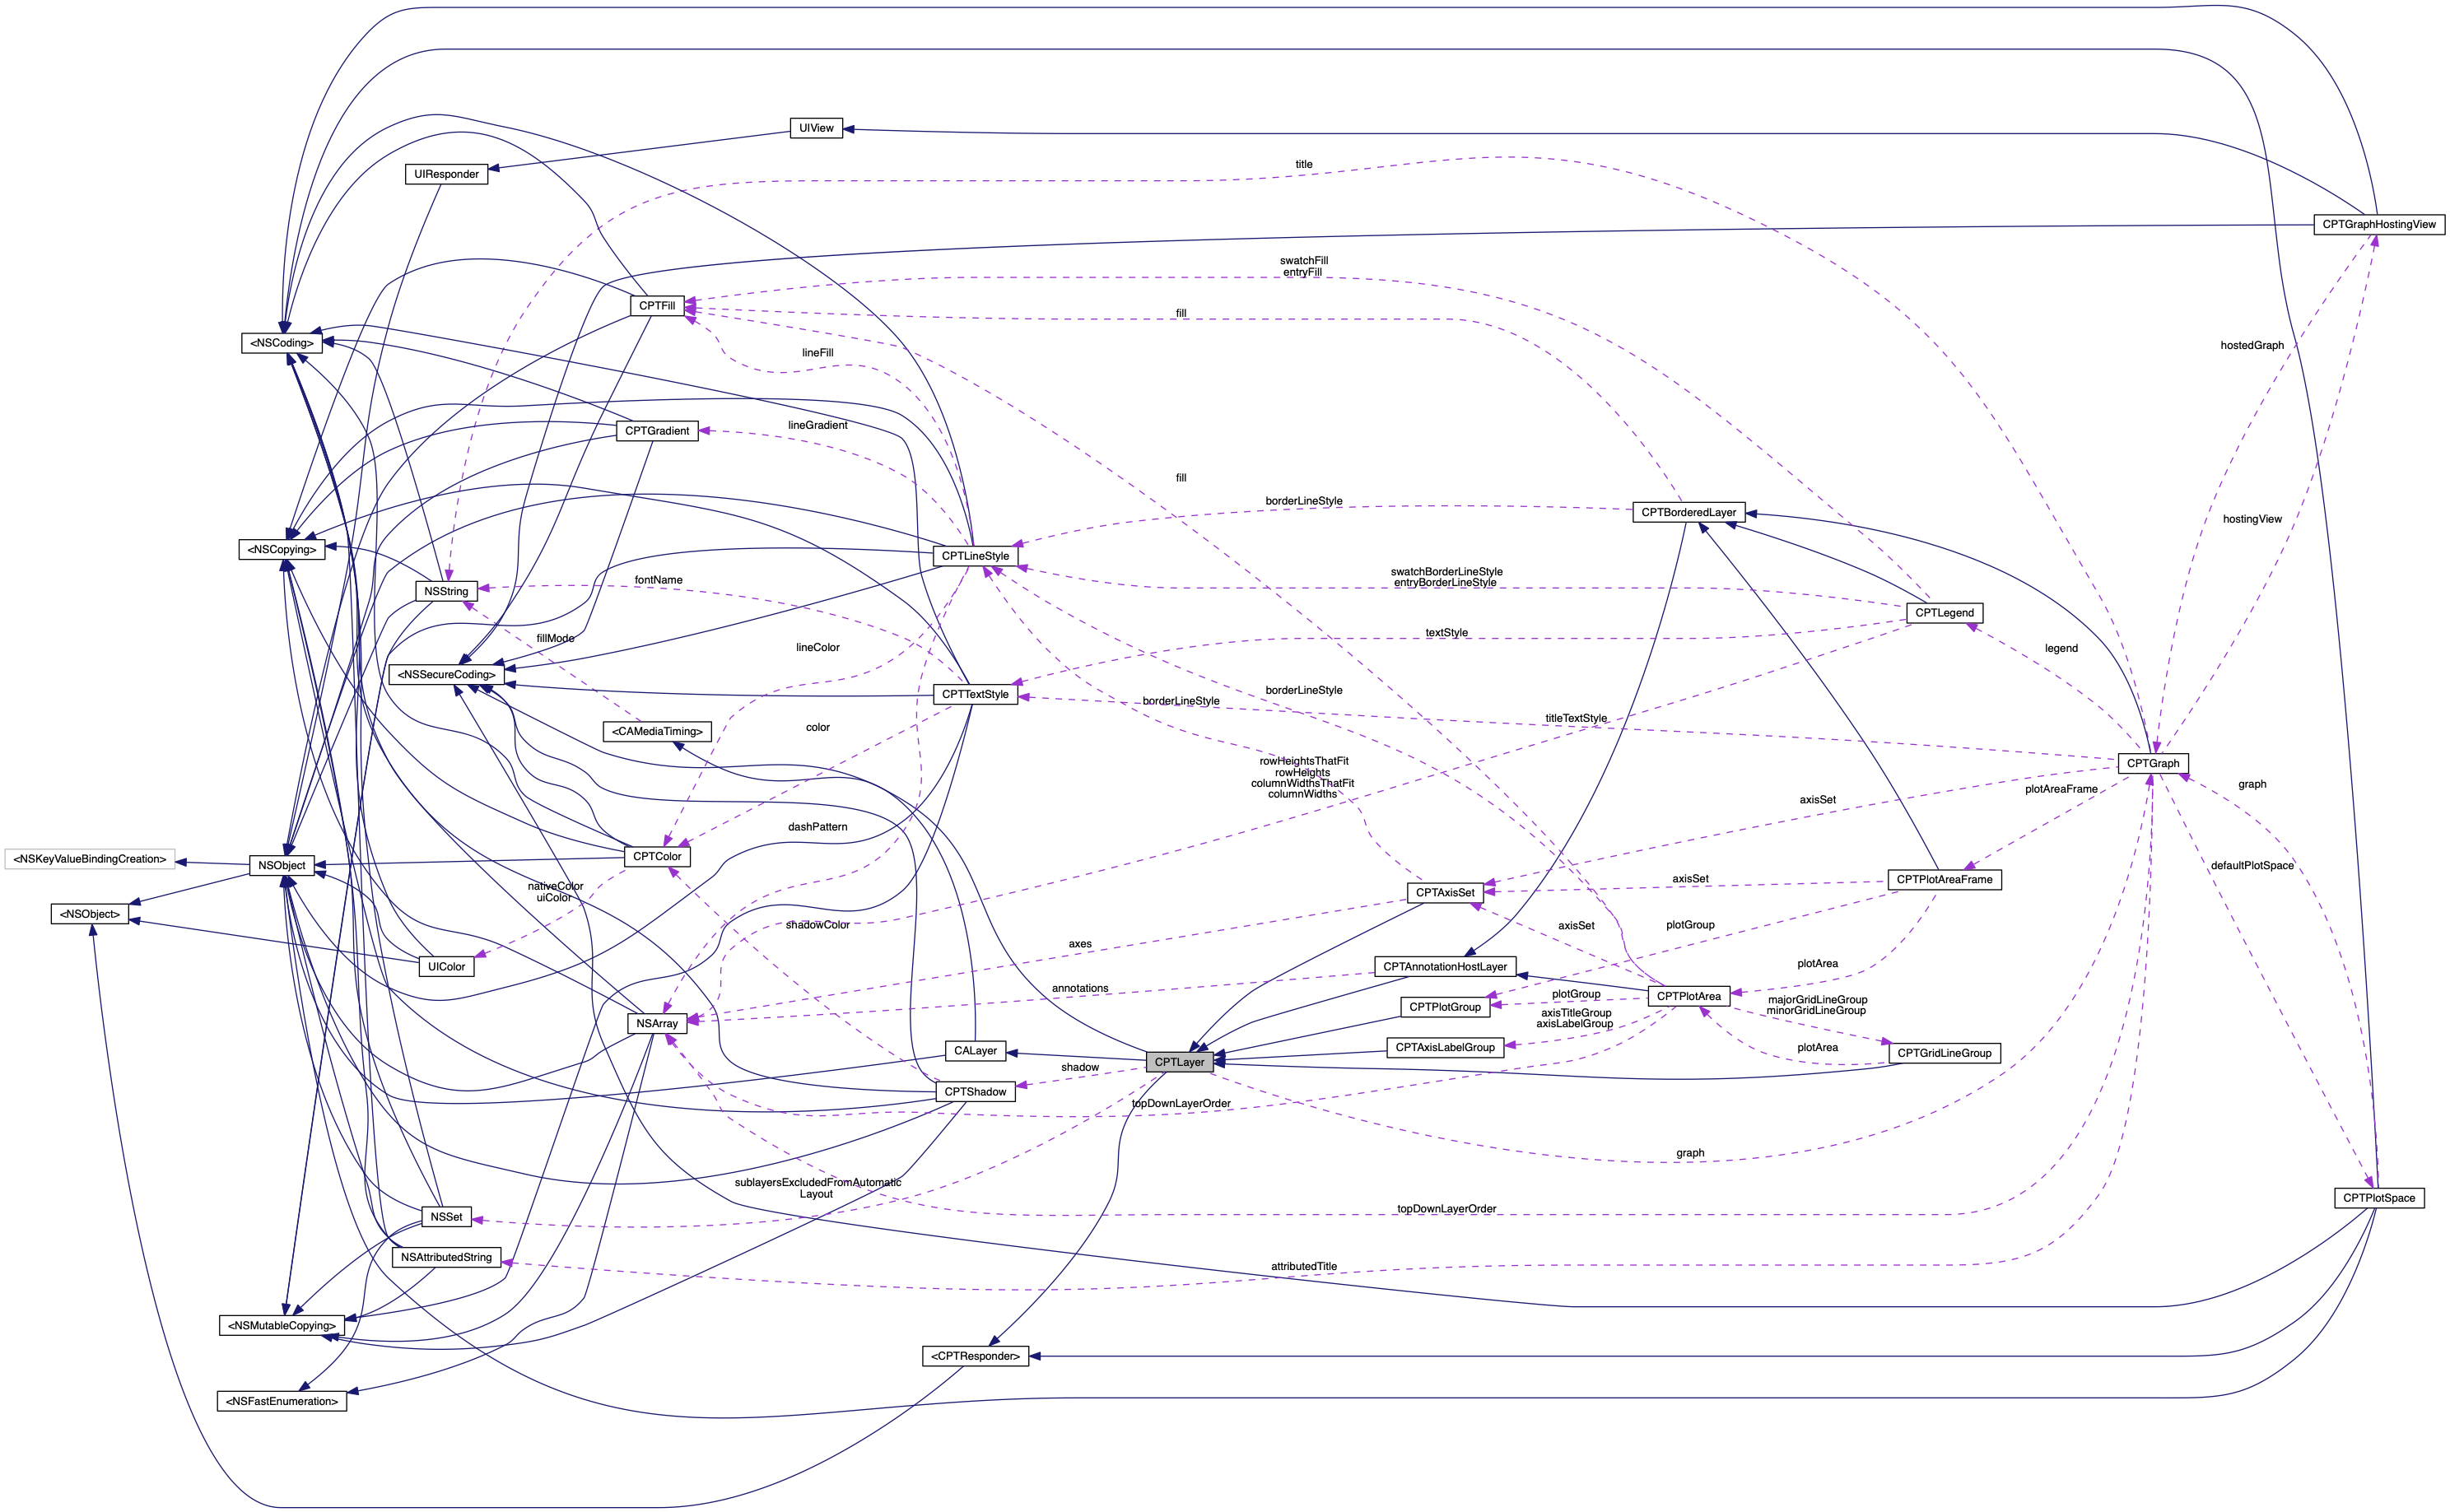 UIView
title
UIResponder
CPTGraphHostingView
swatchFill
entryFill
CPTFill
fill
<NSCoding>
hostedGraph
lineFill
lineGradient
CPTGradient
fill
borderLineStyle
CPTBorderedLayer
hostingView
<NSCopying>
CPTLineStyle
swatchBorderLineStyle
entryBorderLineStyle
fontName
NSString
CPTLegend
textStyle
fillMode
lineColor
legend
<NSSecureCoding>
borderLineStyle
CPTTextStyle
borderLineStyle
titleTextStyle
color
<CAMediaTiming>
rowHeightsThatFit
rowHeights
columnWidthsThatFit
columnWidths
CPTGraph
graph
plotAreaFrame
axisSet
dashPattern
<NSKeyValueBindingCreation>
NSObject
CPTColor
defaultPlotSpace
axisSet
CPTPlotAreaFrame
nativeColor
uiColor
CPTAxisSet
<NSObject>
shadowColor
axisSet
plotGroup
axes
UIColor
CPTAnnotationHostLayer
plotArea
annotations
plotGroup
CPTPlotArea
majorGridLineGroup
minorGridLineGroup
CPTPlotGroup
axisTitleGroup
axisLabelGroup
NSArray
CALayer
CPTAxisLabelGroup
plotArea
CPTGridLineGroup
CPTLayer
shadow
CPTShadow
topDownLayerOrder
graph
sublayersExcludedFromAutomatic
Layout
CPTPlotSpace
NSSet
topDownLayerOrder
NSAttributedString
attributedTitle
<NSMutableCopying>
<CPTResponder>
<NSFastEnumeration>